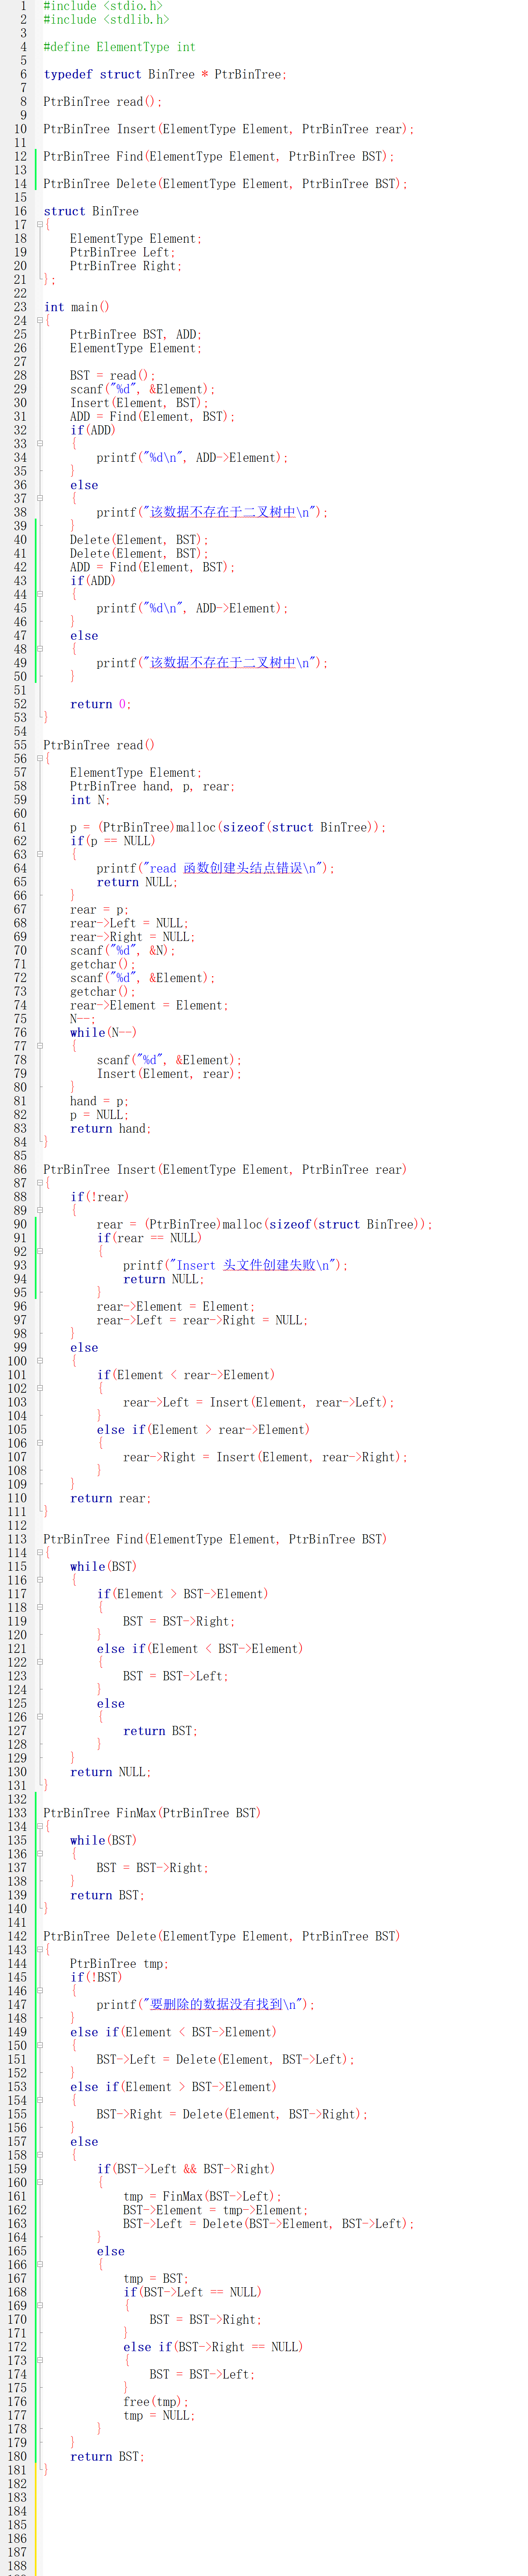 1 #include <stdio.h>
2 #include <stdlib.h>
3
4 #define ElementType int
5
6 typedef struct BinTree * PtrBinTree;
7
8 PtrBinTree read();
9
10 PtrBinTree Insert(ElementType Element, PtrBinTree rear);
11
12 PtrBinTree Find(ElementType Element, PtrBinTree BST);
13
14 PtrBinTree Delete(ElementType Element, PtrBinTree BST);
15
16 struct BinTree
17 {
18     ElementType Element;
19     PtrBinTree Left;
20     PtrBinTree Right;
21 };
22
23 int main()
24 {
25     PtrBinTree BST, ADD;
26     ElementType Element;
27
28     BST = read();
29     scanf("%d", &Element);
30     Insert(Element, BST);
31     ADD = Find(Element, BST);
32     if(ADD)
33     {
34         printf("%d\n", ADD->Element);
35     }
36     else
37     {
38         printf("该数据不存在于二叉树中\n");
39     }
40     Delete(Element, BST);
41     Delete(Element, BST);
42     ADD = Find(Element, BST);
43     if(ADD)
44     {
45         printf("%d\n", ADD->Element);
46     }
47     else
48     {
49         printf("该数据不存在于二叉树中\n");
50     }
51
52     return 0;
53 }
54
55 PtrBinTree read()
56 {
57     ElementType Element;
58     PtrBinTree hand, p, rear;
59     int N;
60
61     p = (PtrBinTree)malloc(sizeof(struct BinTree));
62     if(p == NULL)
63     {
64         printf("read 函数创建头结点错误\n");
65         return NULL;
66     }
67     rear = p;
68     rear->Left = NULL;
69     rear->Right = NULL;
70     scanf("%d", &N);
71     getchar();
72     scanf("%d", &Element);
73     getchar();
74     rear->Element = Element;
75     N--;
76     while(N--)
77     {
78         scanf("%d", &Element);
79         Insert(Element, rear);
80     }
81     hand = p;
82     p = NULL;
83     return hand;
84 }
85
86 PtrBinTree Insert(ElementType Element, PtrBinTree rear)
87 {
88     if(!rear)
89     {
90         rear = (PtrBinTree)malloc(sizeof(struct BinTree));
91         if(rear == NULL)
92         {
93             printf("Insert 头文件创建失败\n");
94             return NULL;
95         }
96         rear->Element = Element;
97         rear->Left = rear->Right = NULL;
98     }
99     else
100     {
101         if(Element < rear->Element)
102         {
103             rear->Left = Insert(Element, rear->Left);
104         }
105         else if(Element > rear->Element)
106         {
107             rear->Right = Insert(Element, rear->Right);
108         }
109     }
110     return rear;
111 }
112
113 PtrBinTree Find(ElementType Element, PtrBinTree BST)
114 {
115     while(BST)
116     {
117         if(Element > BST->Element)
118         {
119             BST = BST->Right;
120         }
121         else if(Element < BST->Element)
122         {
123             BST = BST->Left;
124         }
125         else
126         {
127             return BST;
128         }
129     }
130     return NULL;
131 }
132
133 PtrBinTree FinMax(PtrBinTree BST)
134 {
135     while(BST)
136     {
137         BST = BST->Right;
138     }
139     return BST;
140 }
141
142 PtrBinTree Delete(ElementType Element, PtrBinTree BST)
143 {
144     PtrBinTree tmp;
145     if(!BST)
146     {
147         printf("要删除的数据没有找到\n");
148     }
149     else if(Element < BST->Element)
150     {
151         BST->Left = Delete(Element, BST->Left);
152     }
153     else if(Element > BST->Element)
154     {
155         BST->Right = Delete(Element, BST->Right);
156     }
157     else
158     {
159         if(BST->Left && BST->Right)
160         {
161             tmp = FinMax(BST->Left);
162             BST->Element = tmp->Element;
163             BST->Left = Delete(BST->Element, BST->Left);
164         }
165         else
166         {
167             tmp = BST;
168             if(BST->Left == NULL)
169             {
170                 BST = BST->Right;
171             }
172             else if(BST->Right == NULL)
173             {
174                 BST = BST->Left;
175             }
176             free(tmp);
177             tmp = NULL;
178         }
179     }
180     return BST;
181 }
182
183
184
185
186
187
188